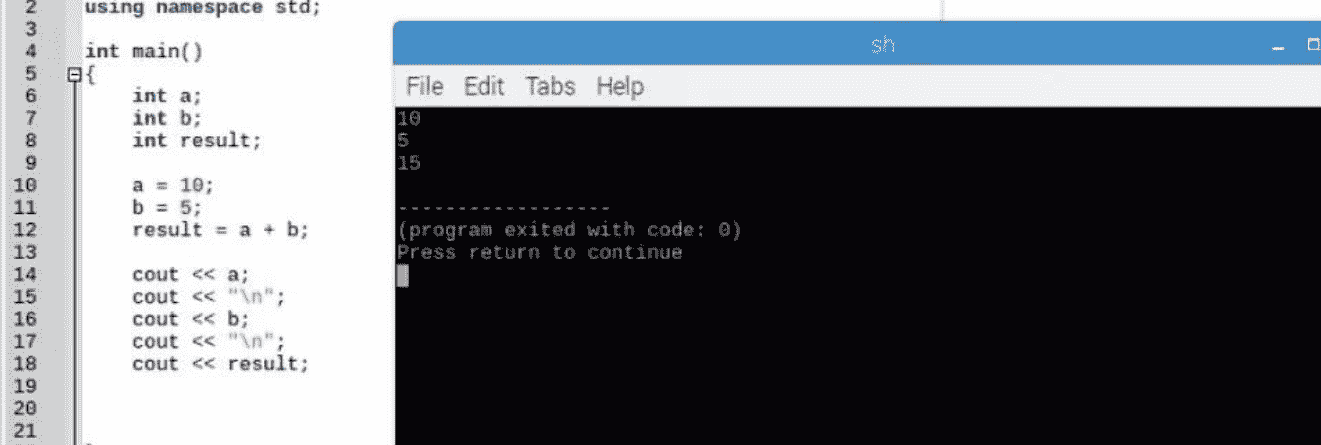 2 using namespace std;
3
4 int main()
5 {
6 int a;
7 int b;
8 int result;
9
10 a = 10;
11 b = 5;
12 result = a + b;
13
14 cout << a;
15 cout << "\n";
16 cout << b;
17 cout << "\n";
18 cout << result;
19
20
21
sh
File Edit Tabs Help
10
5
15
------------------
(program exited with code: 0)
Press return to continue